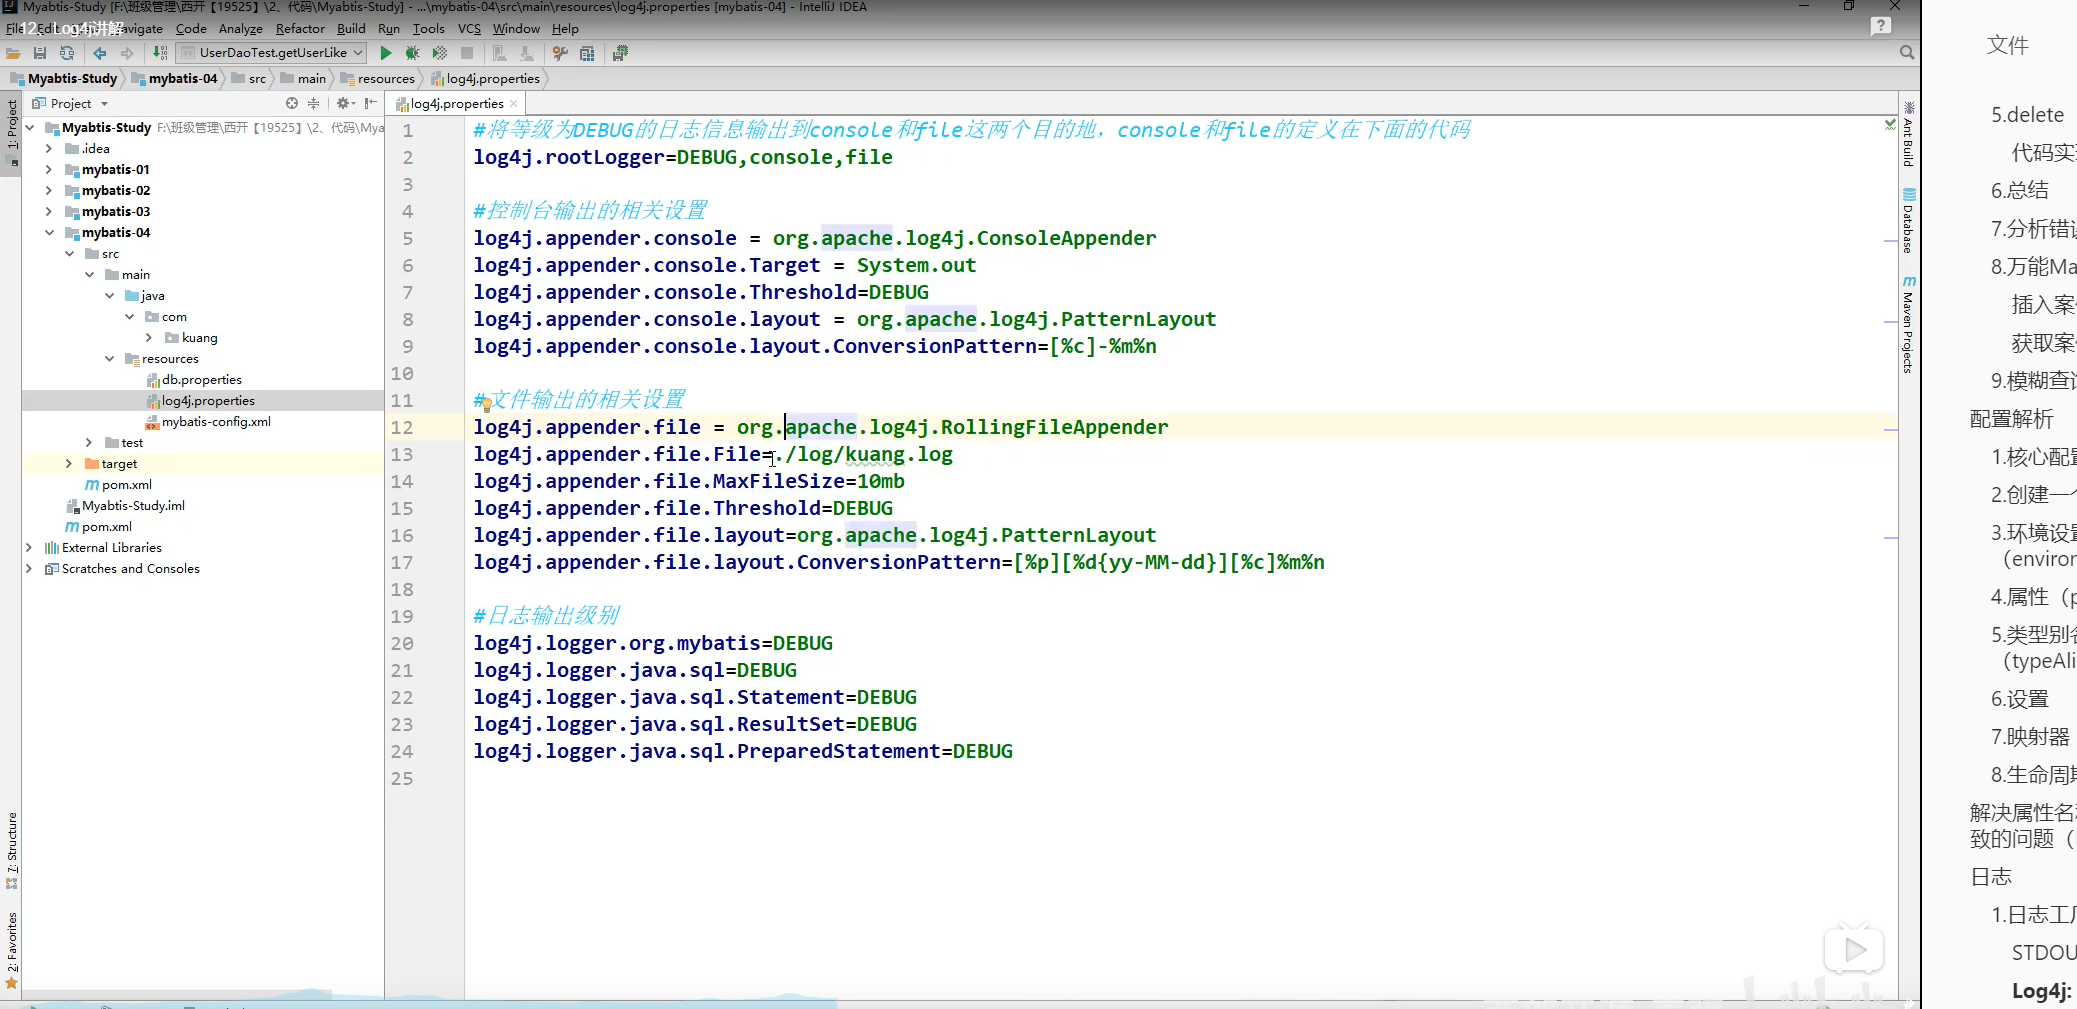 Myabtis-Study [F:\班级管理\西开【19525】\2、代码\Myabtis-Study] - ...\mybatis-04\src\main\resources\log4j.properties [mybatis-04] - IntelliJ IDEA
12、Log4j讲解
File Edit Navigate Code Analyze Refactor Build Run Tools VCS Window Help
UserDaoTest.getUserLike
Myabtis-Study mybatis-04 src main resources log4j.properties
Project
log4j.properties
1: Project
Myabtis-Study F:\班级管理\西开【19525】\2、代码\Mya
.idea
mybatis-01
mybatis-02
mybatis-03
mybatis-04
src
main
java
com
kuang
resources
db.properties
log4j.properties
mybatis-config.xml
test
target
pom.xml
Myabtis-Study.iml
pom.xml
External Libraries
Scratches and Consoles
7: Structure
2: Favorites
1 #将等级为DEBUG的日志信息输出到console和file这两个目的地，console和file的定义在下面的代码
2 log4j.rootLogger=DEBUG,console,file
3
4 #控制台输出的相关设置
5 log4j.appender.console = org.apache.log4j.ConsoleAppender
6 log4j.appender.console.Target = System.out
7 log4j.appender.console.Threshold=DEBUG
8 log4j.appender.console.layout = org.apache.log4j.PatternLayout
9 log4j.appender.console.layout.ConversionPattern=[%c]-%m%n
10
11 #文件输出的相关设置
12 log4j.appender.file = org.apache.log4j.RollingFileAppender
13 log4j.appender.file.File=./log/kuang.log
14 log4j.appender.file.MaxFileSize=10mb
15 log4j.appender.file.Threshold=DEBUG
16 log4j.appender.file.layout=org.apache.log4j.PatternLayout
17 log4j.appender.file.layout.ConversionPattern=[%p][%d{yy-MM-dd}][%c]%m%n
18
19 #日志输出级别
20 log4j.logger.org.mybatis=DEBUG
21 log4j.logger.java.sql=DEBUG
22 log4j.logger.java.sql.Statement=DEBUG
23 log4j.logger.java.sql.ResultSet=DEBUG
24 log4j.logger.java.sql.PreparedStatement=DEBUG
25
Ant Build
Database
Maven Projects
文件
5.delete
代码实
6.总结
7.分析错
8.万能Ma
插入案
获取案
9.模糊查
配置解析
1.核心配
2.创建一
3.环境设
（environ
4.属性（p
5.类型别
（typeAli
6.设置
7.映射器
8.生命周
解决属性名
致的问题（
日志
1.日志工
STDOU
Log4j: